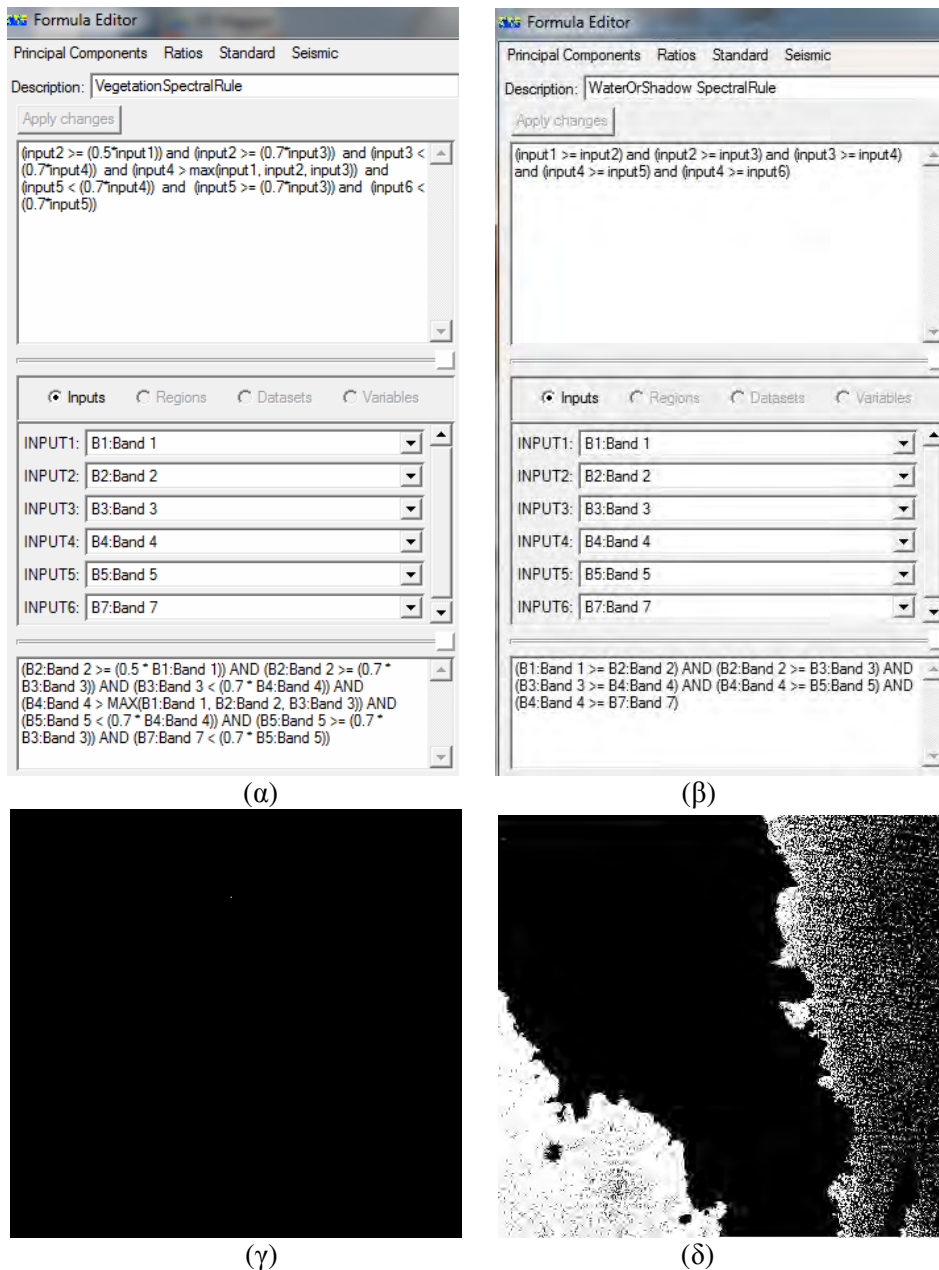 Formula Editor
Principal Components Ratios Standard Seismic
Description: VegetationSpectralRule
Apply changes
(input2 >= (0.5*input1)) and (input2 >= (0.7*input3)) and (input3 <
(0.7*input4)) and (input4 > max(input1, input2, input3)) and
(input5 < (0.7*input4)) and (input5 >= (0.7*input3)) and (input6 <
(0.7*input5))
Inputs Regions Datasets Variables
INPUT1: B1:Band 1
INPUT2: B2:Band 2
INPUT3: B3:Band 3
INPUT4: B4:Band 4
INPUT5: B5:Band 5
INPUT6: B7:Band 7
(B2:Band 2 >= (0.5 * B1:Band 1)) AND (B2:Band 2 >= (0.7 *
B3:Band 3)) AND (B3:Band 3 < (0.7 * B4:Band 4)) AND
(B4:Band 4 > MAX(B1:Band 1, B2:Band 2, B3:Band 3)) AND
(B5:Band 5 < (0.7 * B4:Band 4)) AND (B5:Band 5 >= (0.7 *
B3:Band 3)) AND (B7:Band 7 < (0.7 * B5:Band 5))
(α)
Formula Editor
Principal Components Ratios Standard Seismic
Description: WaterOrShadow SpectralRule
Apply changes
(input1 >= input2) and (input2 >= input3) and (input3 >= input4)
and (input4 >= input5) and (input4 >= input6)
Inputs Regions Datasets Variables
INPUT1: B1:Band 1
INPUT2: B2:Band 2
INPUT3: B3:Band 3
INPUT4: B4:Band 4
INPUT5: B5:Band 5
INPUT6: B7:Band 7
(B1:Band 1 >= B2:Band 2) AND (B2:Band 2 >= B3:Band 3) AND
(B3:Band 3 >= B4:Band 4) AND (B4:Band 4 >= B5:Band 5) AND
(B4:Band 4 >= B7:Band 7)
(β)
(γ)
(δ)